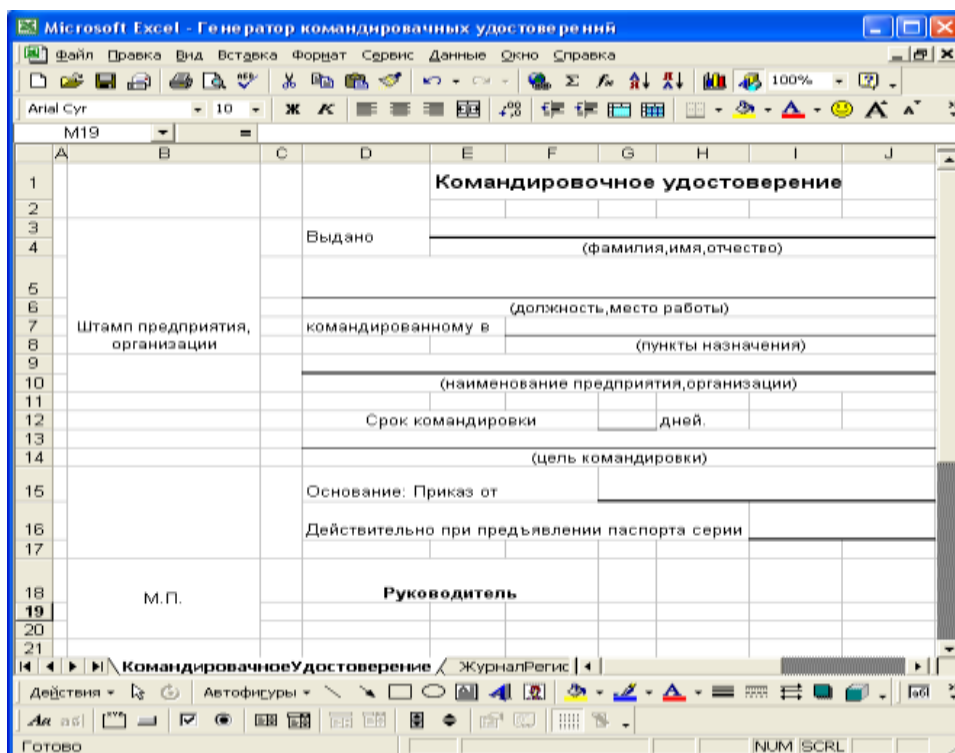 Microsoft Excel - Генератор командировачных удостоверений
Файл Правка Вид Вставка Формат Сервис Данные Окно Справка
100%
Arial Cyr 10 Ж К
M19 =
A B C D E F G H I J
1 Командировочное удостоверение
2
3
Выдано
4 (фамилия,имя,отчество)
5
6 (должность,место работы)
7 Штамп предприятия, командированному в
8 организации (пункты назначения)
9
10 (наименование предприятия,организации)
11
12 Срок командировки дней.
13
14 (цель командировки)
15 Основание: Приказ от
16 Действительно при предъявлении паспорта серии
17
18 М.П. Руководитель
19
20
21
КомандировачноеУдостоверение ЖурналРегис
Действия Автофигуры
Готово NUM SCRL